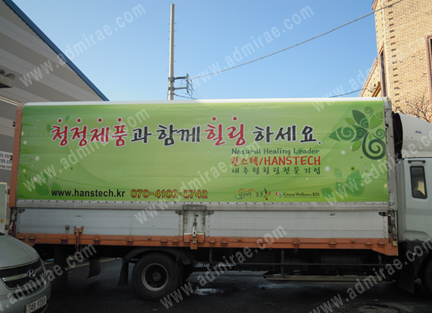 청정제품과 함께 힐링 하세요
Natural Healing Leader
한스텍/HANSTECH
www.hanstech.kr
www.admirae.com